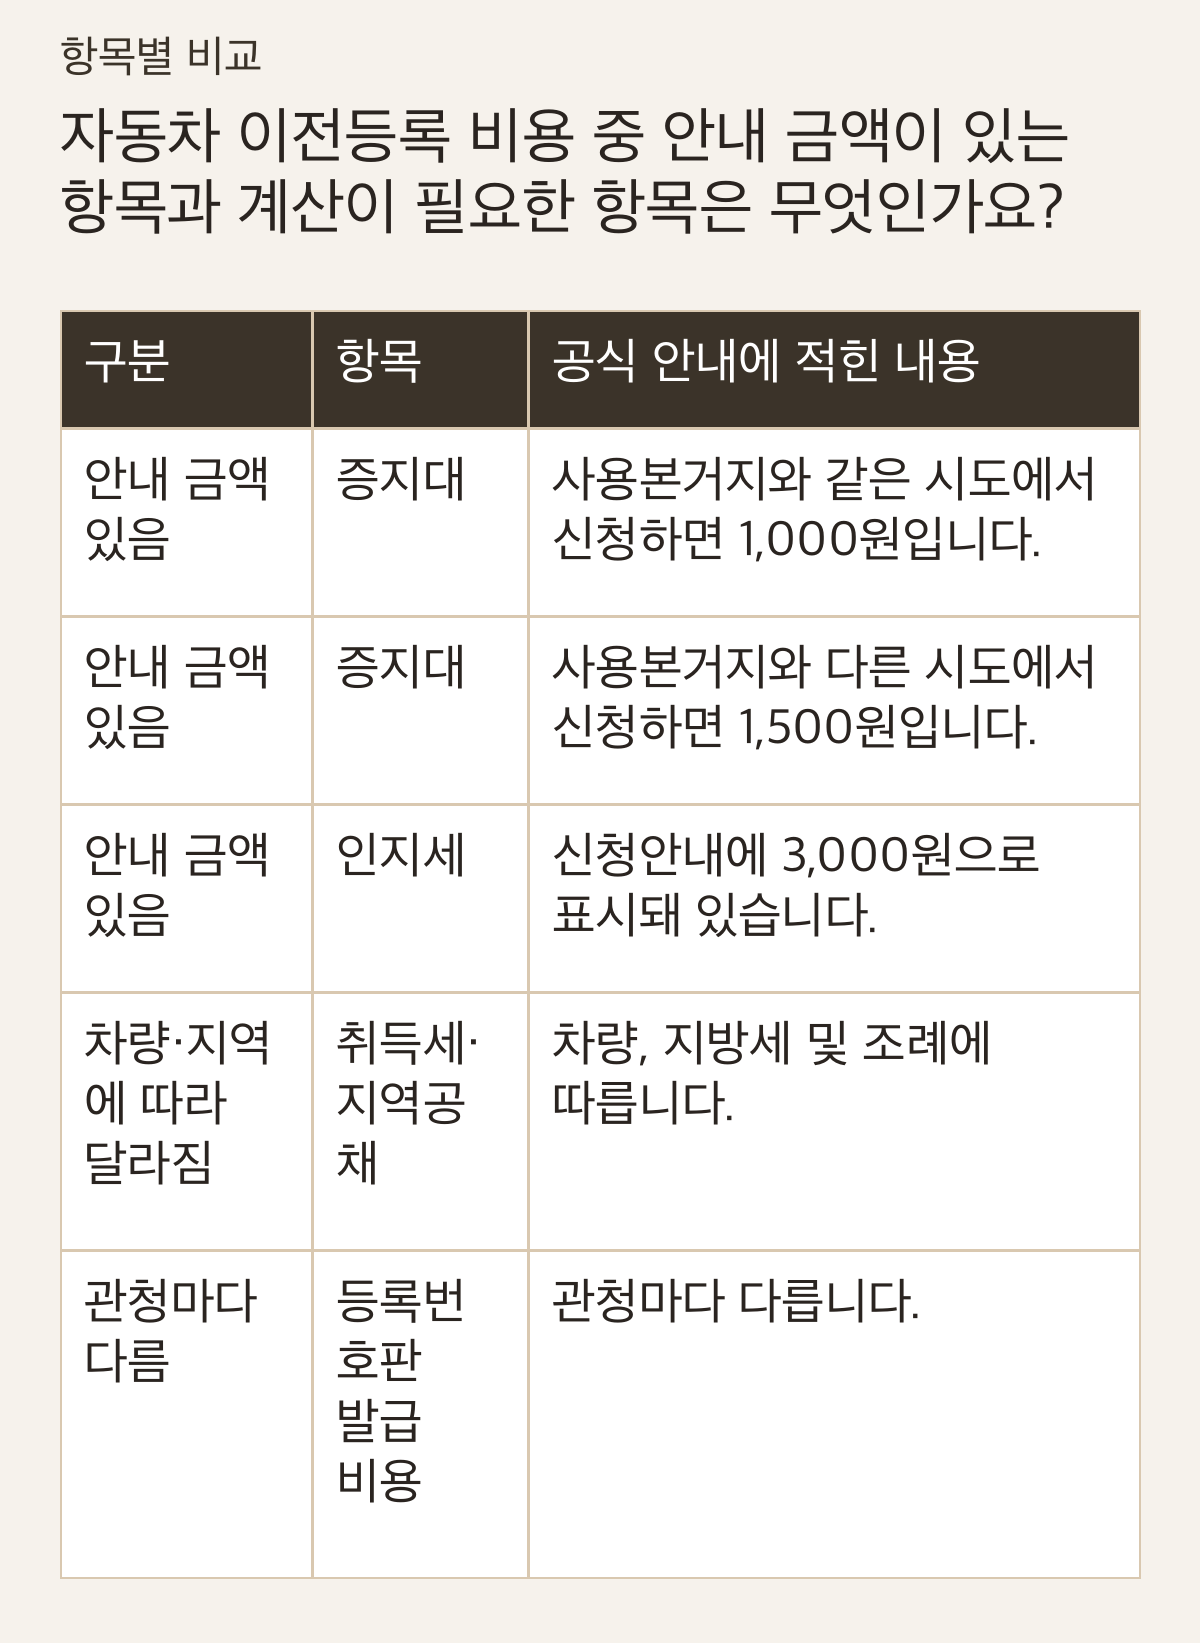 항목별 비교
자동차 이전등록 비용 중 안내 금액이 있는
항목과 계산이 필요한 항목은 무엇인가요?
구분
항목
공식 안내에 적힌 내용
안내 금액
있음
증지대
사용본거지와 같은 시도에서
신청하면 1,000원입니다.
안내 금액
있음
증지대
사용본거지와 다른 시도에서
신청하면 1,500원입니다.
안내 금액
있음
인지세
신청안내에 3,000원으로
표시돼 있습니다.
차량·지역
에 따라
달라짐
취득세·
지역공
채
차량, 지방세 및 조례에
따릅니다.
관청마다
다름
등록번
호판
발급
비용
관청마다 다릅니다.